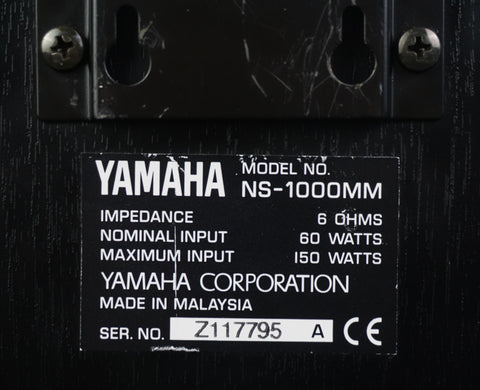 YAMAHA MODEL NO. NS-1000MM
IMPEDANCE 6 OHMS
NOMINAL INPUT 60 WATTS
MAXIMUM INPUT 150 WATTS
YAMAHA CORPORATION
MADE IN MALAYSIA
SER. NO. Z117795 A CE